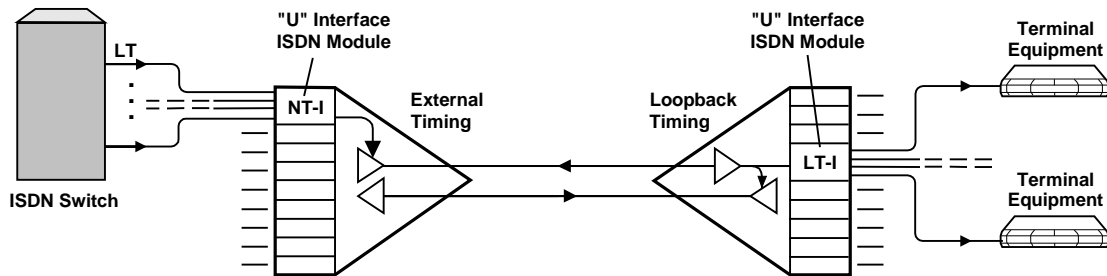 "U" Interface
ISDN Module
LT
NT-I
External
Timing
ISDN Switch
"U" Interface
ISDN Module
Loopback
Timing
LT-I
Terminal
Equipment
Terminal
Equipment